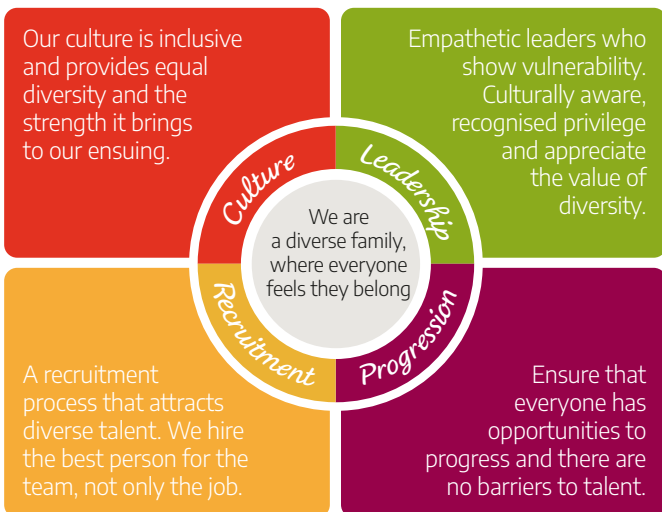 Our culture is inclusive
and provides equal
diversity and the
strength it brings
to our ensuing.
Empathetic leaders who
show vulnerability.
Culturally aware,
recognised privilege
and appreciate
the value of
diversity.
Culture
Leadership
We are
a diverse family,
where everyone
feels they belong
Recruitment
Progression
A recruitment
process that attracts
diverse talent. We hire
the best person for the
team, not only the job.
Ensure that
everyone has
opportunities to
progress and there are
no barriers to talent.